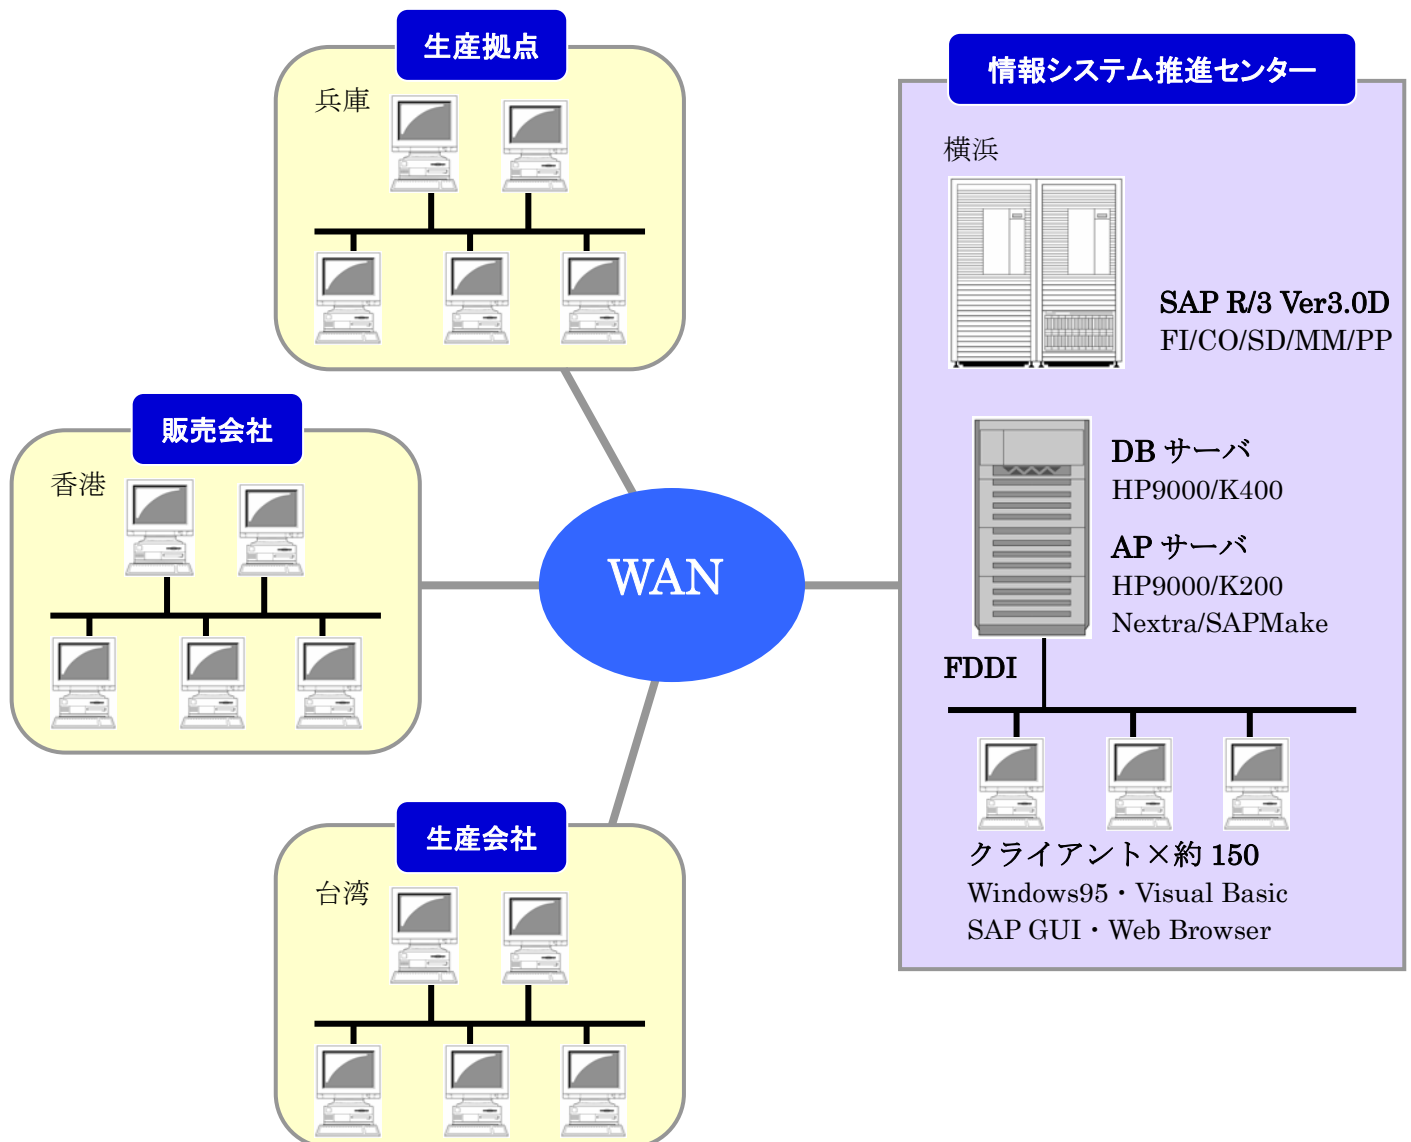 生産拠点
兵庫
販売会社
香港
WAN
生産会社
台湾
情報システム推進センター
横浜
SAP R/3 Ver3.0D
FI/CO/SD/MM/PP
DB サーバ
HP9000/K400
AP サーバ
HP9000/K200
Nextra/SAPMake
FDDI
クライアント×約 150
Windows95・Visual Basic
SAP GUI・Web Browser